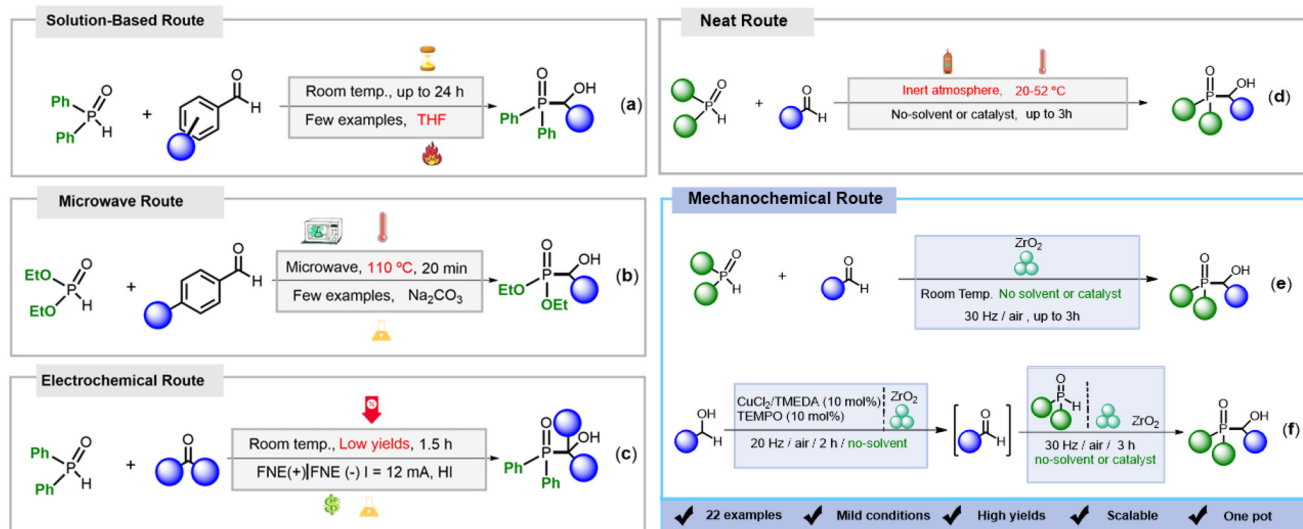 Solution-Based Route
Ph
Ph
P
O
H
+
O
H
Room temp., up to 24 h
Few examples, THF
O
OH
P
Ph
Ph
(a)
Microwave Route
EtO
EtO
P
O
H
+
O
H
Microwave, 110 ºC, 20 min
Few examples, Na2CO3
O
OH
P
EtO
OEt
(b)
Electrochemical Route
Ph
Ph
P
O
H
+
O
%
Room temp., Low yields, 1.5 h
FNE(+)|FNE (-) I = 12 mA, HI
$
O
OH
P
Ph
Ph
(c)
Neat Route
O
P
H
+
O
H
Inert atmosphere, 20-52 ºC
No-solvent or catalyst, up to 3h
O
OH
P
(d)
Mechanochemical Route
O
P
H
+
O
H
ZrO2
Room Temp. No solvent or catalyst
30 Hz / air , up to 3h
O
OH
P
(e)
OH
H
CuCl2/TMEDA (10 mol%)
TEMPO (10 mol%)
ZrO2
20 Hz / air / 2 h / no-solvent
O
H
O
P
H
ZrO2
30 Hz / air/ 3 h
no-solvent or catalyst
O
OH
P
(f)
22 examples
Mild conditions
High yields
Scalable
One pot